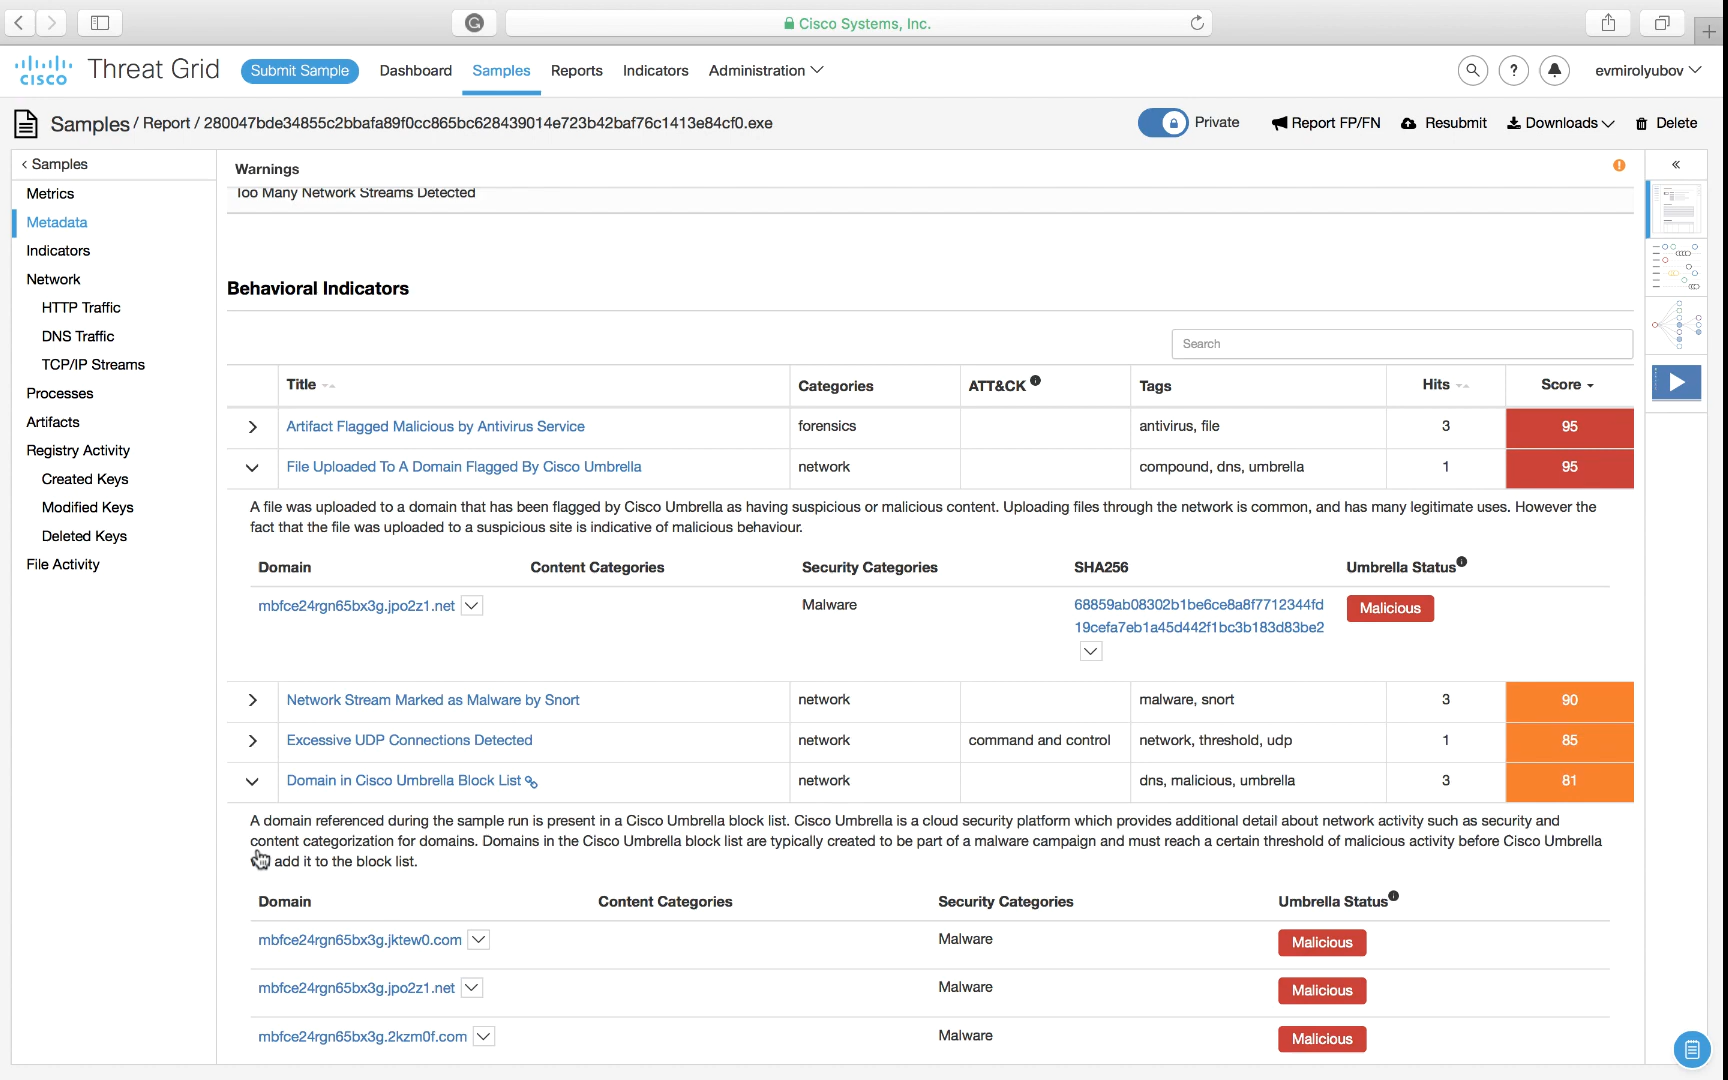 Cisco Systems, Inc.
cisco Threat Grid Submit Sample Dashboard Samples Reports Indicators Administration ? evmirolyubov
Samples / Report / 280047bde34855c2bbafa89f0cc865bc628439014e723b42baf76c1413e84cf0.exe Private Report FP/FN Resubmit Downloads Delete
< Samples
Metrics
Metadata
Indicators
Network
HTTP Traffic
DNS Traffic
TCP/IP Streams
Processes
Artifacts
Registry Activity
Created Keys
Modified Keys
Deleted Keys
File Activity
Warnings
Too Many Network Streams Detected
Behavioral Indicators
Search
Title Categories ATT&CK Tags Hits Score
Artifact Flagged Malicious by Antivirus Service forensics antivirus, file 3 95
File Uploaded To A Domain Flagged By Cisco Umbrella network compound, dns, umbrella 1 95
A file was uploaded to a domain that has been flagged by Cisco Umbrella as having suspicious or malicious content. Uploading files through the network is common, and has many legitimate uses. However the
fact that the file was uploaded to a suspicious site is indicative of malicious behaviour.
Domain Content Categories Security Categories SHA256 Umbrella Status
mbfce24rgn65bx3g.jpo2z1.net Malware 68859ab08302b1be6ce8a8f7712344fd Malicious
19cefa7eb1a45d442f1bc3b183d83be2
Network Stream Marked as Malware by Snort network malware, snort 3 90
Excessive UDP Connections Detected network command and control network, threshold, udp 1 85
Domain in Cisco Umbrella Block List network dns, malicious, umbrella 3 81
A domain referenced during the sample run is present in a Cisco Umbrella block list. Cisco Umbrella is a cloud security platform which provides additional detail about network activity such as security and
content categorization for domains. Domains in the Cisco Umbrella block list are typically created to be part of a malware campaign and must reach a certain threshold of malicious activity before Cisco Umbrella
add it to the block list.
Domain Content Categories Security Categories Umbrella Status
mbfce24rgn65bx3g.jktew0.com Malware Malicious
mbfce24rgn65bx3g.jpo2z1.net Malware Malicious
mbfce24rgn65bx3g.2kzm0f.com Malware Malicious